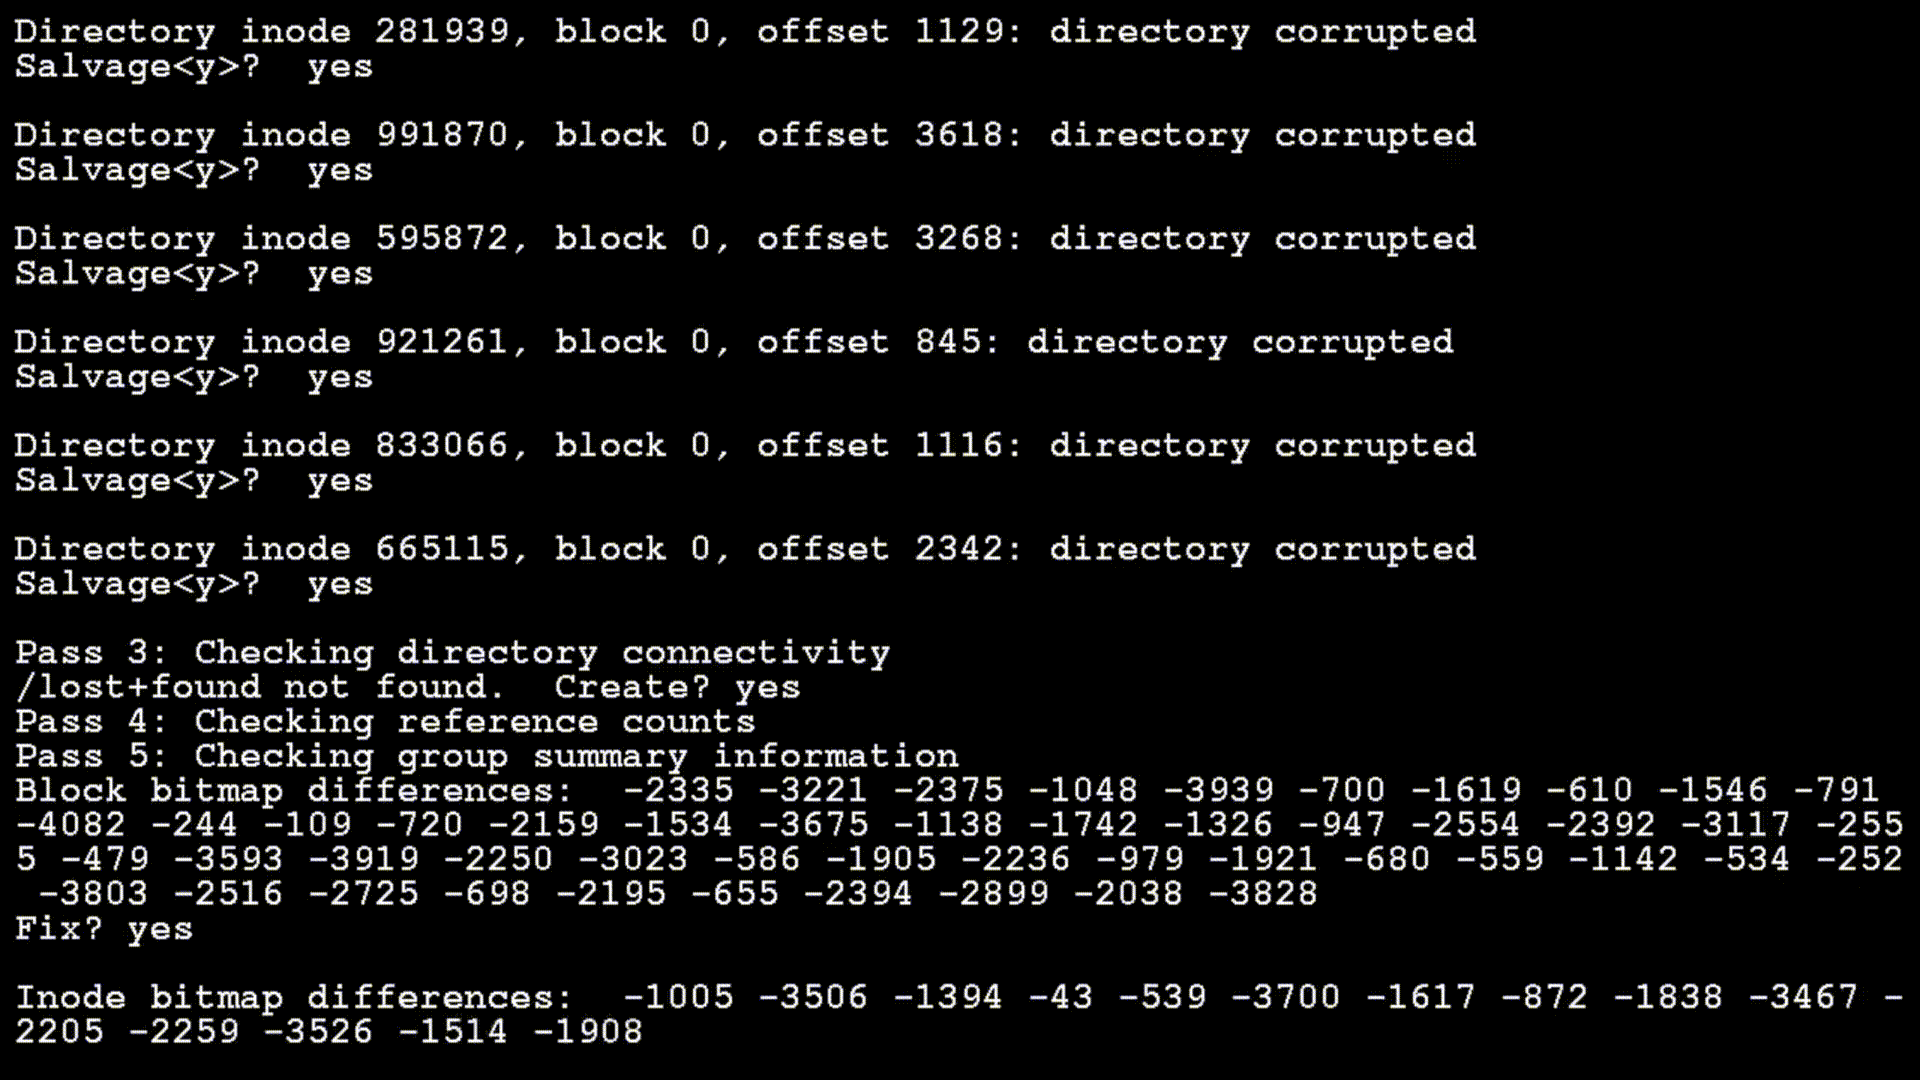 Directory inode 281939, block 0, offset 1129: directory corrupted
Salvage<y>?  yes
Directory inode 991870, block 0, offset 3618: directory corrupted
Salvage<y>?  yes
Directory inode 595872, block 0, offset 3268: directory corrupted
Salvage<y>?  yes
Directory inode 921261, block 0, offset 845: directory corrupted
Salvage<y>?  yes
Directory inode 833066, block 0, offset 1116: directory corrupted
Salvage<y>?  yes
Directory inode 665115, block 0, offset 2342: directory corrupted
Salvage<y>?  yes
Pass 3: Checking directory connectivity
/lost+found not found.  Create? yes
Pass 4: Checking reference counts
Pass 5: Checking group summary information
Block bitmap differences:  -2335 -3221 -2375 -1048 -3939 -700 -1619 -610 -1546 -791
-4082 -244 -109 -720 -2159 -1534 -3675 -1138 -1742 -1326 -947 -2554 -2392 -3117 -255
5 -479 -3593 -3919 -2250 -3023 -586 -1905 -2236 -979 -1921 -680 -559 -1142 -534 -252
 -3803 -2516 -2725 -698 -2195 -655 -2394 -2899 -2038 -3828
Fix? yes
Inode bitmap differences:  -1005 -3506 -1394 -43 -539 -3700 -1617 -872 -1838 -3467 -
2205 -2259 -3526 -1514 -1908